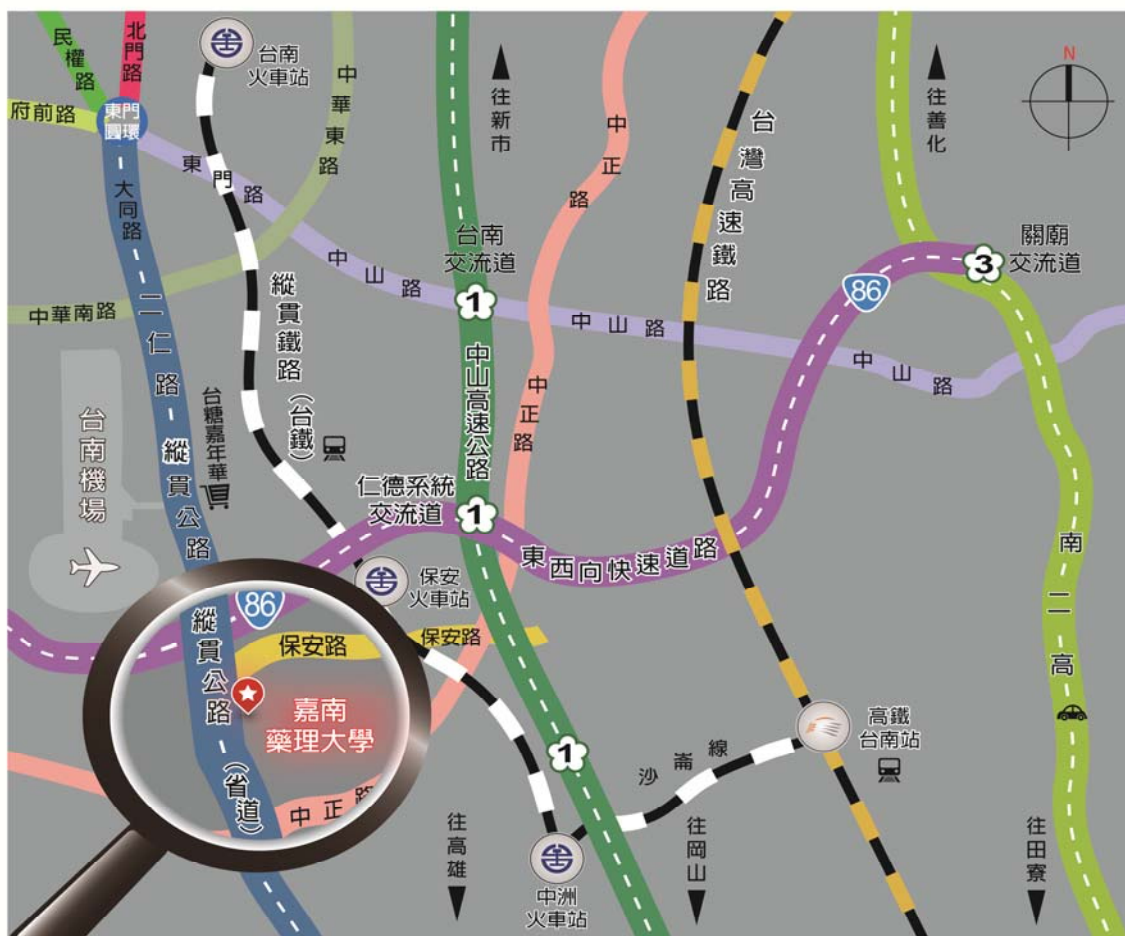 民權路
北門路
府前路
東門
圓環
台南
火車站
中華東路
往新市
中正路
台灣高速鐵路
往善化
N
東門路
大同路
中山路
台南
交流道
1
中山路
86
關廟
交流道
3
中山路
中華南路
二仁路
縱貫公路
縱貫鐵路(台鐵)
中山高速公路
中正路
台糖嘉年華
台南機場
仁德系統
交流道
1
東西向快速道路
南二高
保安
火車站
86
縱貫公路(省道)
保安路
保安路
嘉南
藥理大學
中正路
1
沙崙線
高鐵
台南站
中洲
火車站
往高雄
往岡山
往田寮